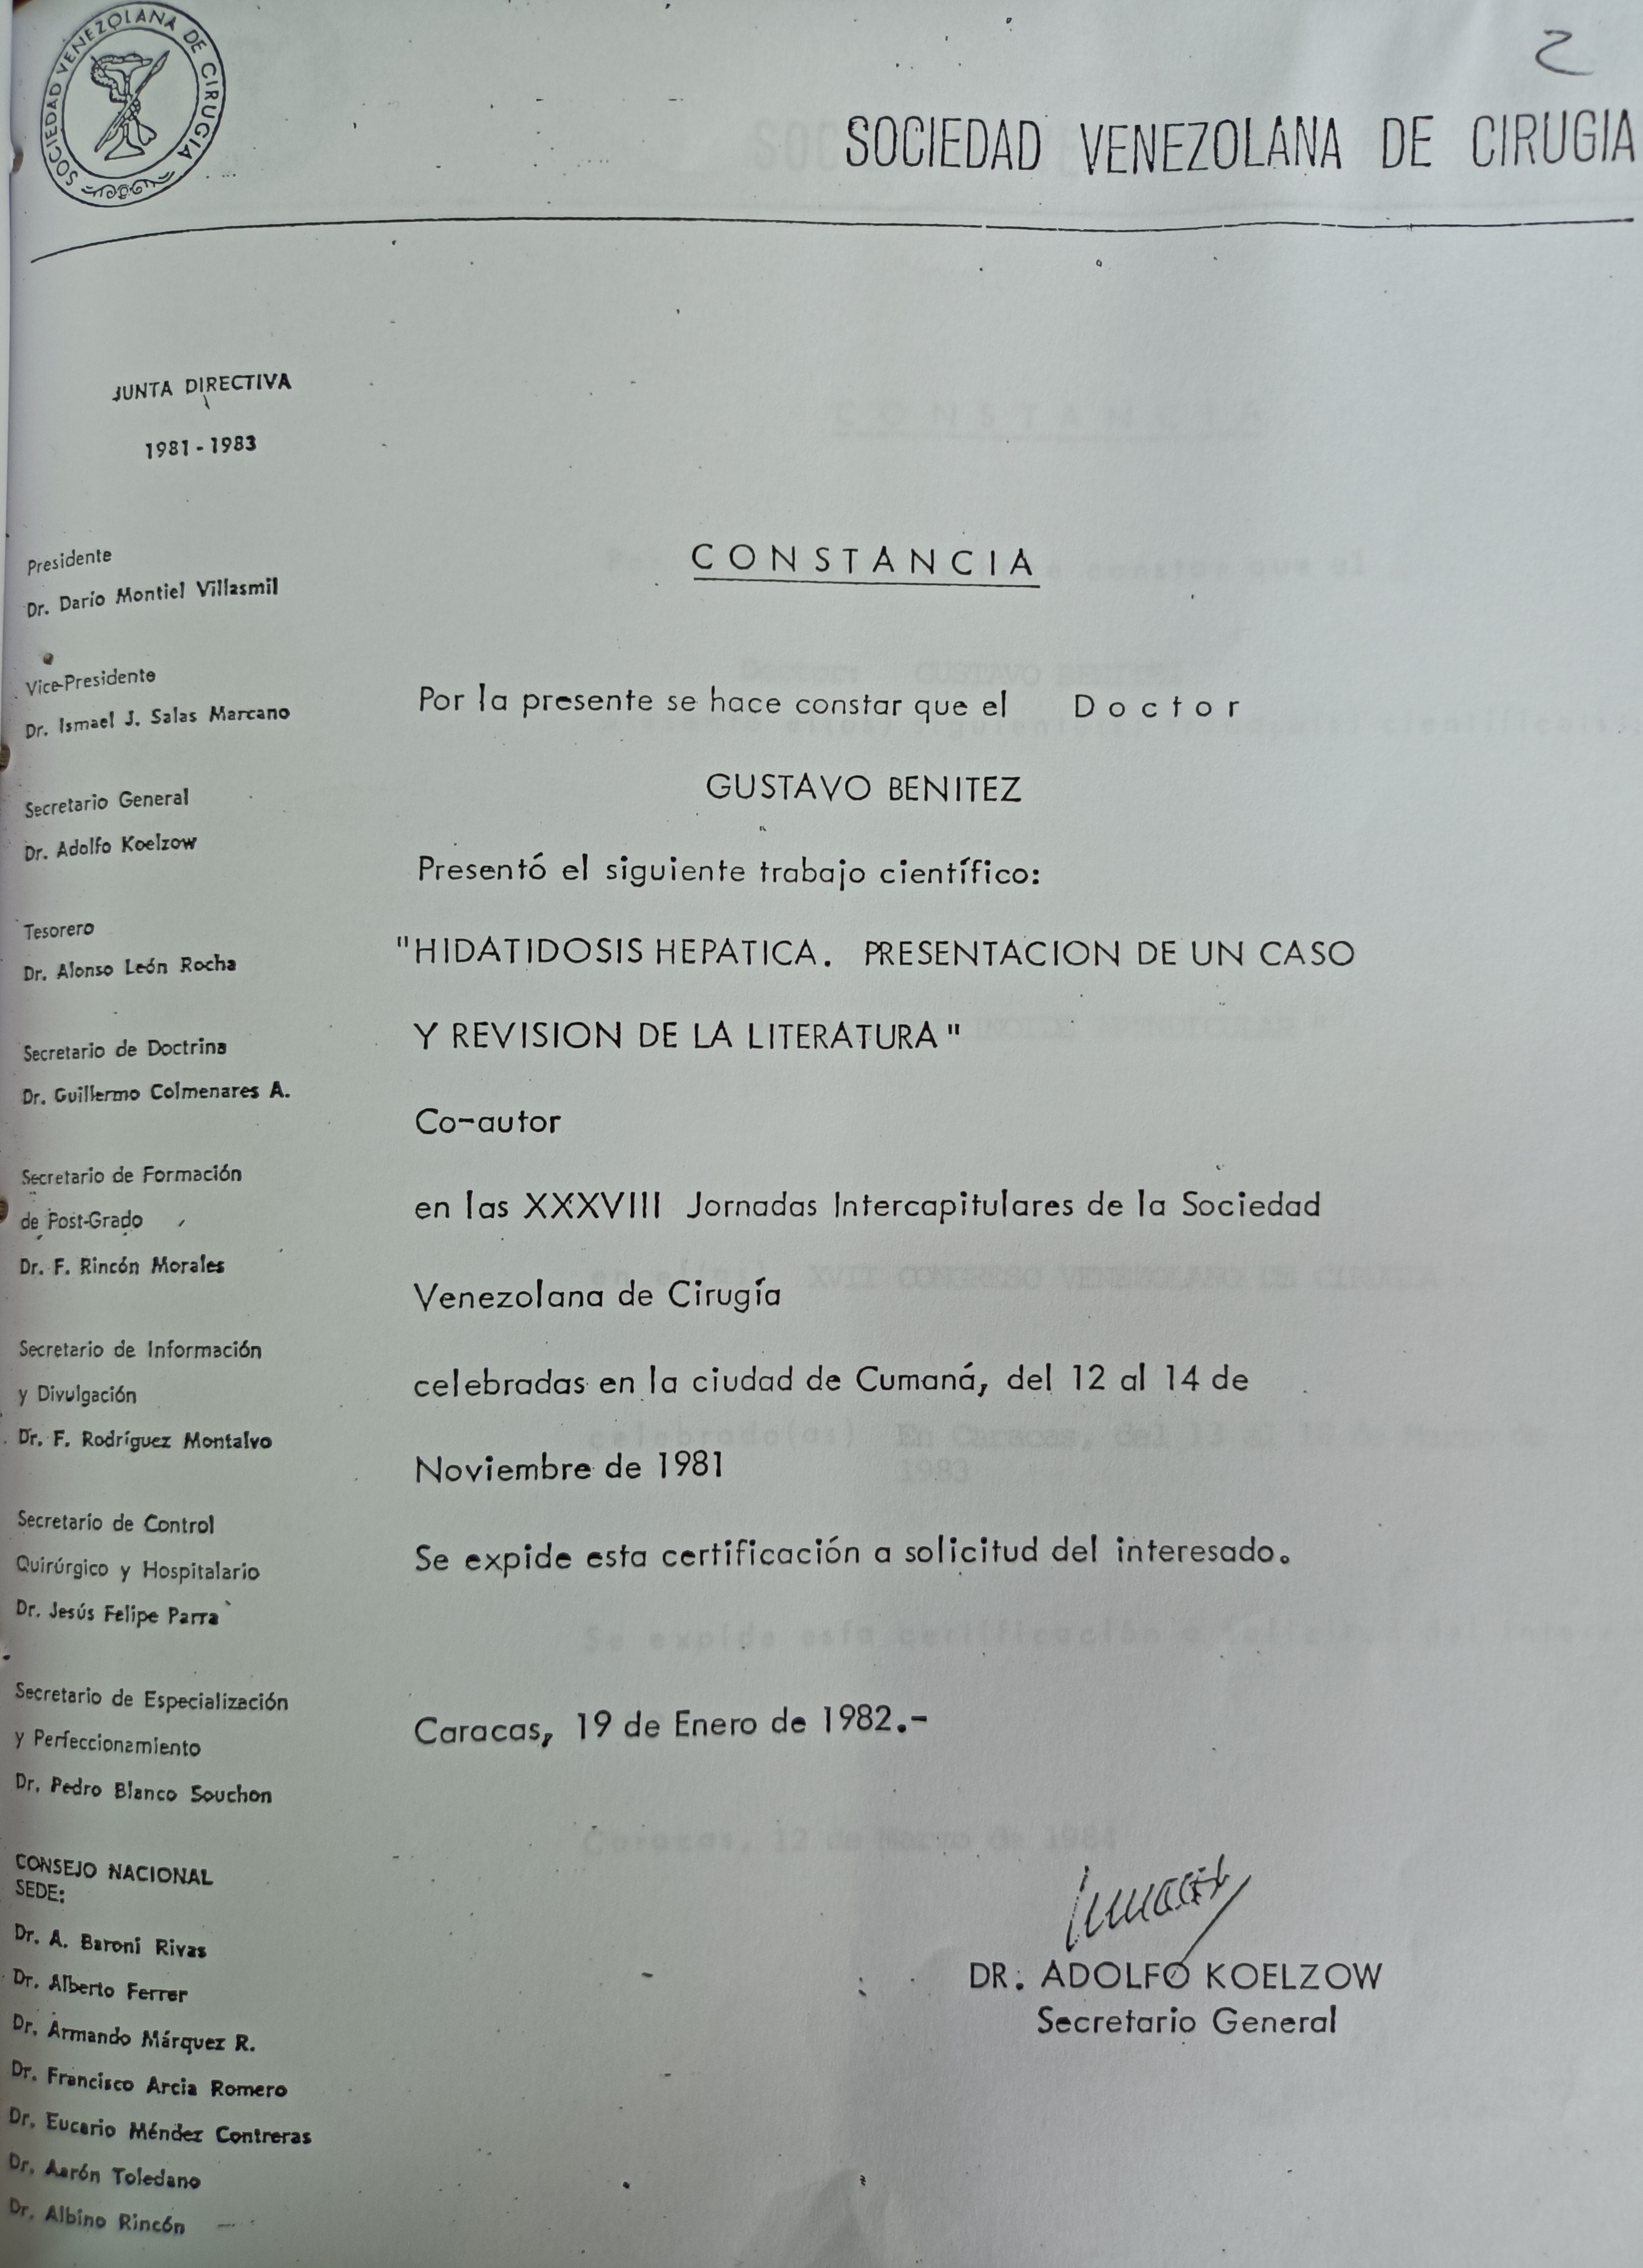 SOCIEDAD VENEZOLANA DE CIRUGIA
2
SOCIEDAD VENEZOLANA DE CIRUGIA
JUNTA DIRECTIVA
1981-1983
Presidente
Dr. Darío Montiel Villasmil
Vice-Presidente
Dr. Ismael J. Salas Marcano
Secretario General
Dr. Adolfo Koelzow
Tesorero
Dr. Alonso León Rocha
Secretario de Doctrina
Dr. Guillermo Colmenares A.
Secretario de Formación
de Post-Grado
Dr. F. Rincón Morales
Secretario de Información
y Divulgación
Dr. F. Rodríguez Montalvo
Secretario de Control
Quirúrgico y Hospitalario
Dr. Jesús Felipe Parra
Secretario de Especialización
y Perfeccionamiento
Dr. Pedro Blanco Souchon
CONSEJO NACIONAL
SEDE:
Dr. A. Baroni Rivas
Dr. Alberto Ferrer
Dr. Armando Márquez R.
Dr. Francisco Arcia Romero
Dr. Eucario Méndez Contreras
Dr. Aarón Toledano
Dr. Albino Rincón
CONSTANCIA
Por la presente se hace constar que el Doctor
GUSTAVO BENITEZ
Presentó el siguiente trabajo científico:
"HIDATIDOSIS HEPATICA. PRESENTACION DE UN CASO
Y REVISION DE LA LITERATURA"
Co-autor
en las XXXVIII Jornadas Intercapitulares de la Sociedad
Venezolana de Cirugía
celebradas en la ciudad de Cumaná, del 12 al 14 de
Noviembre de 1981
Se expide esta certificación a solicitud del interesado.
Caracas, 19 de Enero de 1982.-
DR. ADOLFO KOELZOW
Secretario General